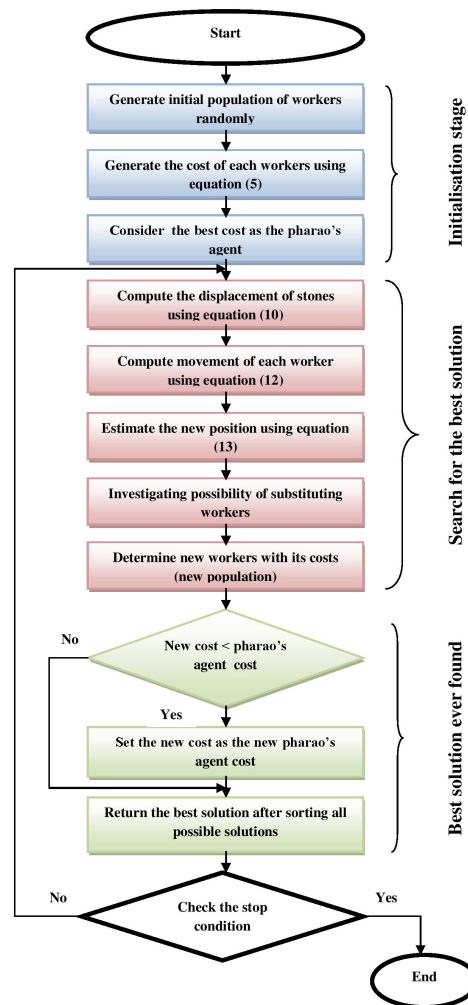 Start
Generate initial population of workers
randomly
Generate the cost of each workers using
equation (5)
Consider the best cost as the pharao's
agent
Initialisation stage
Compute the displacement of stones
using equation (10)
Compute movement of each worker
using equation (12)
Estimate the new position using equation
(13)
Investigating possibility of substituting
workers
Determine new workers with its costs
(new population)
Search for the best solution
No
New cost < pharao's
agent cost
Yes
Set the new cost as the new pharao's
agent cost
Return the best solution after sorting all
possible solutions
Best solution ever found
No
Check the stop
condition
Yes
End